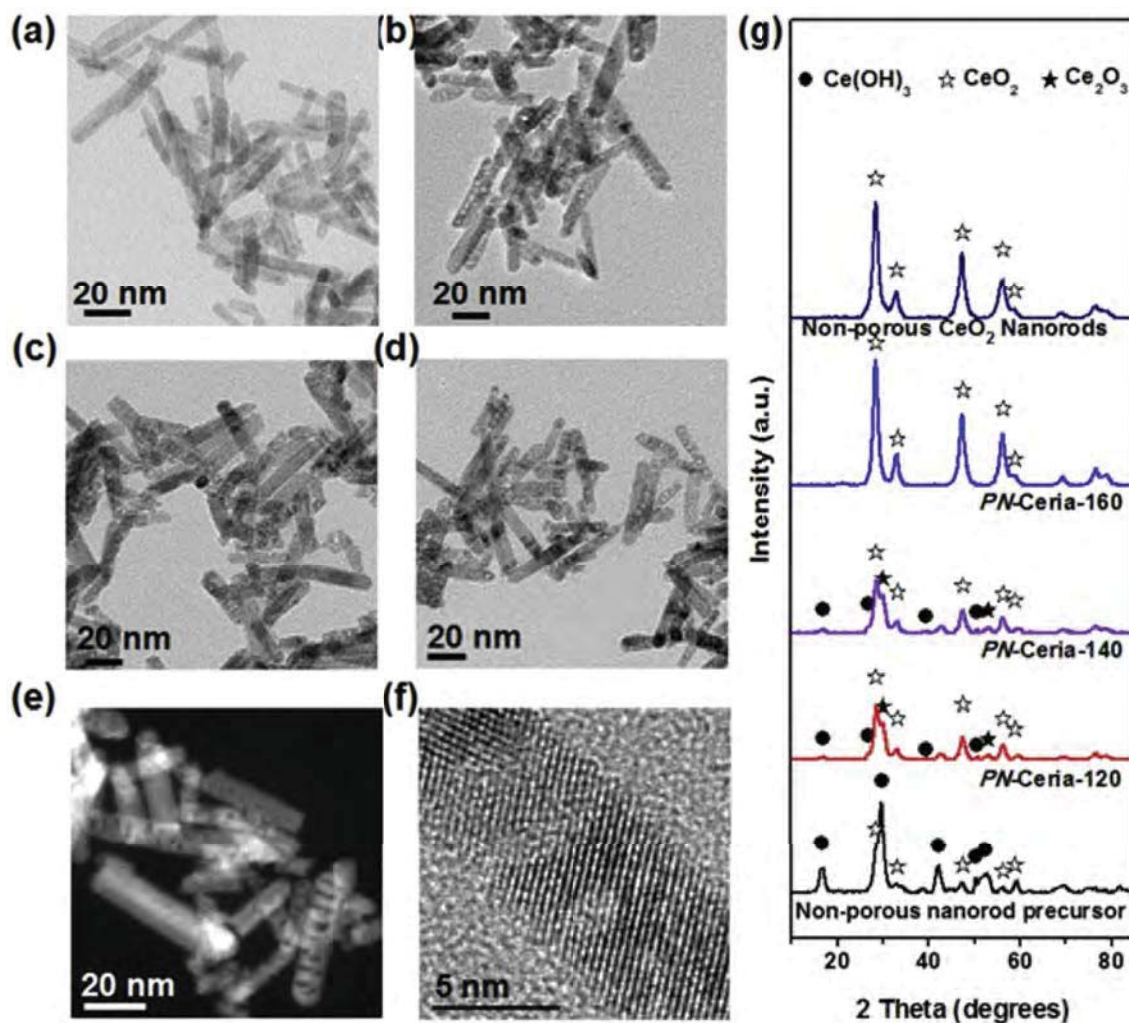 (a)
20 nm
(b)
20 nm
(c)
20 nm
(d)
20 nm
(e)
20 nm
(f)
5 nm
(g)
● Ce(OH)₃ ☆ CeO₂ ★ Ce₂O₃
Non-porous CeO₂ Nanorods
PN-Ceria-160
PN-Ceria-140
PN-Ceria-120
Non-porous nanorod precursor
Intensity (a.u.)
20 40 60 80
2 Theta (degrees)